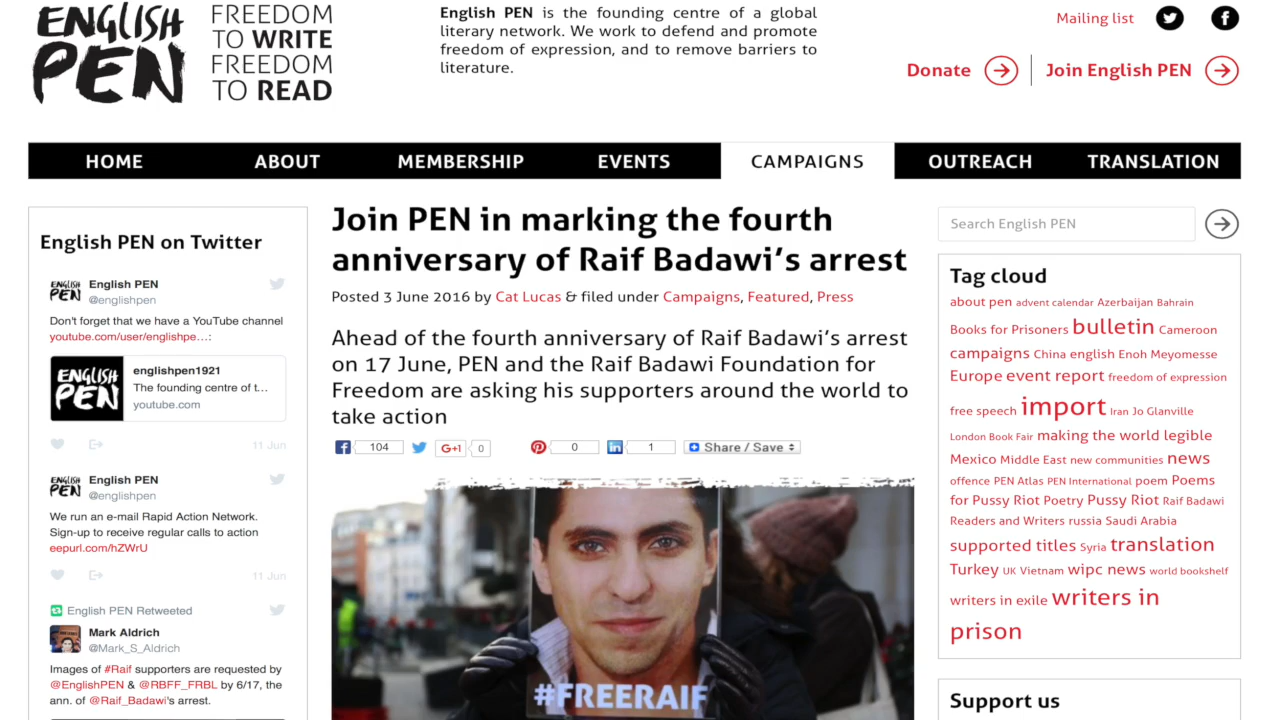 ENGLISH
PEN
FREEDOM
TO WRITE
FREEDOM
TO READ
English PEN is the founding centre of a global
literary network. We work to defend and promote
freedom of expression, and to remove barriers to
literature.
Mailing list
Donate
Join English PEN
HOME ABOUT MEMBERSHIP EVENTS CAMPAIGNS OUTREACH TRANSLATION
English PEN on Twitter
ENGLISH
PEN
English PEN
@englishpen
Don't forget that we have a YouTube channel
youtube.com/user/englishpe…:
ENGLISH
PEN
englishpen1921
The founding centre of t…
youtube.com
11 Jun
ENGLISH
PEN
English PEN
@englishpen
We run an e-mail Rapid Action Network.
Sign-up to receive regular calls to action
eepurl.com/hZWrU
11 Jun
English PEN Retweeted
Mark Aldrich
@Mark_S_Aldrich
Images of #Raif supporters are requested by
@EnglishPEN & @RBFF_FRBL by 6/17, the
ann. of @Raif_Badawi's arrest.
Join PEN in marking the fourth
anniversary of Raif Badawi’s arrest
Posted 3 June 2016 by Cat Lucas & filed under Campaigns, Featured, Press
Ahead of the fourth anniversary of Raif Badawi’s arrest
on 17 June, PEN and the Raif Badawi Foundation for
Freedom are asking his supporters around the world to
take action
104 G+1 0 0 in 1 Share / Save
#FREERAIF
Search English PEN
Tag cloud
about pen advent calendar Azerbaijan Bahrain
Books for Prisoners bulletin Cameroon
campaigns China english Enoh Meyomesse
Europe event report freedom of expression
free speech import Iran Jo Glanville
London Book Fair making the world legible
Mexico Middle East new communities news
offence PEN Atlas PEN International poem Poems
for Pussy Riot Poetry Pussy Riot Raif Badawi
Readers and Writers russia Saudi Arabia
supported titles Syria translation
Turkey UK Vietnam wipc news world bookshelf
writers in exile writers in
prison
Support us